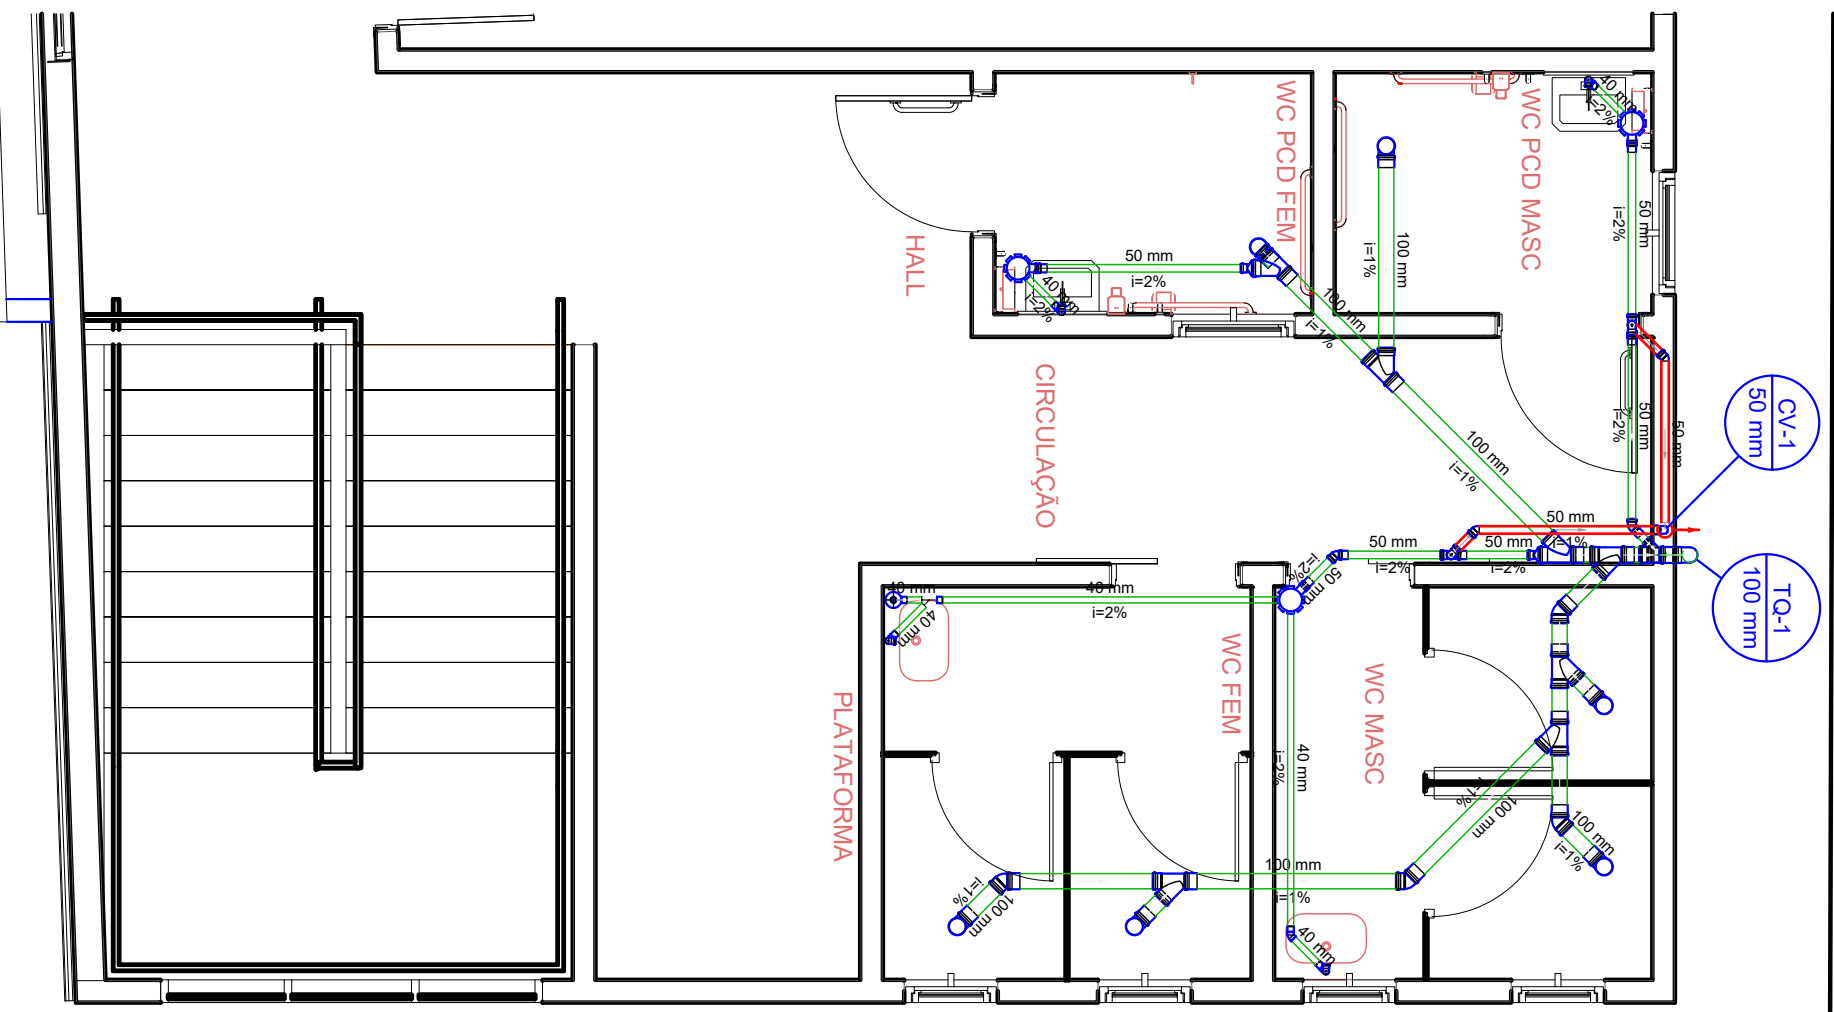 40 mm
i=2%
WC PCD FEM
WC PCD MASC
50 mm
i=2%
HALL
50 mm
i=2%
40 mm
i=2%
100 mm
i=1%
100 mm
i=1%
CIRCULAÇÃO
50 mm
i=2%
50 mm
CV-1
50 mm
100 mm
i=1%
50 mm
i=1%
50 mm
i=2%
50 mm
i=2%
50 mm
i=2%
TQ-1
100 mm
40 mm
40 mm
40 mm
i=2%
WC FEM
WC MASC
PLATAFORMA
40 mm
i=2%
100 mm
i=1%
100 mm
i=1%
100 mm
i=1%
100 mm
i=1%
40 mm